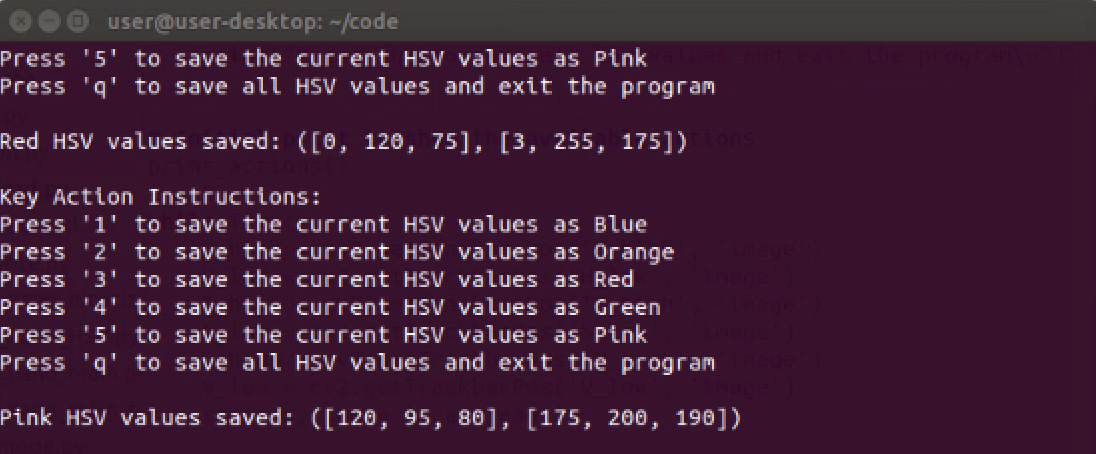 user@user-desktop: ~/code
Press '5' to save the current HSV values as Pink
Press 'q' to save all HSV values and exit the program
Red HSV values saved: ([0, 120, 75], [3, 255, 175])
Key Action Instructions:
Press '1' to save the current HSV values as Blue
Press '2' to save the current HSV values as Orange
Press '3' to save the current HSV values as Red
Press '4' to save the current HSV values as Green
Press '5' to save the current HSV values as Pink
Press 'q' to save all HSV values and exit the program
Pink HSV values saved: ([120, 95, 80], [175, 200, 190])